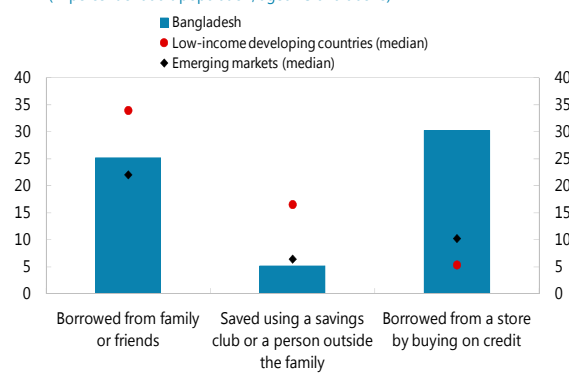 Bangladesh
Low-income developing countries (median)
Emerging markets (median)
40 40
35 35
30 30
25 25
20 20
15 15
10 10
5 5
0 0
Borrowed from family Saved using a savings Borrowed from a store
or friends club or a person outside by buying on credit
the family